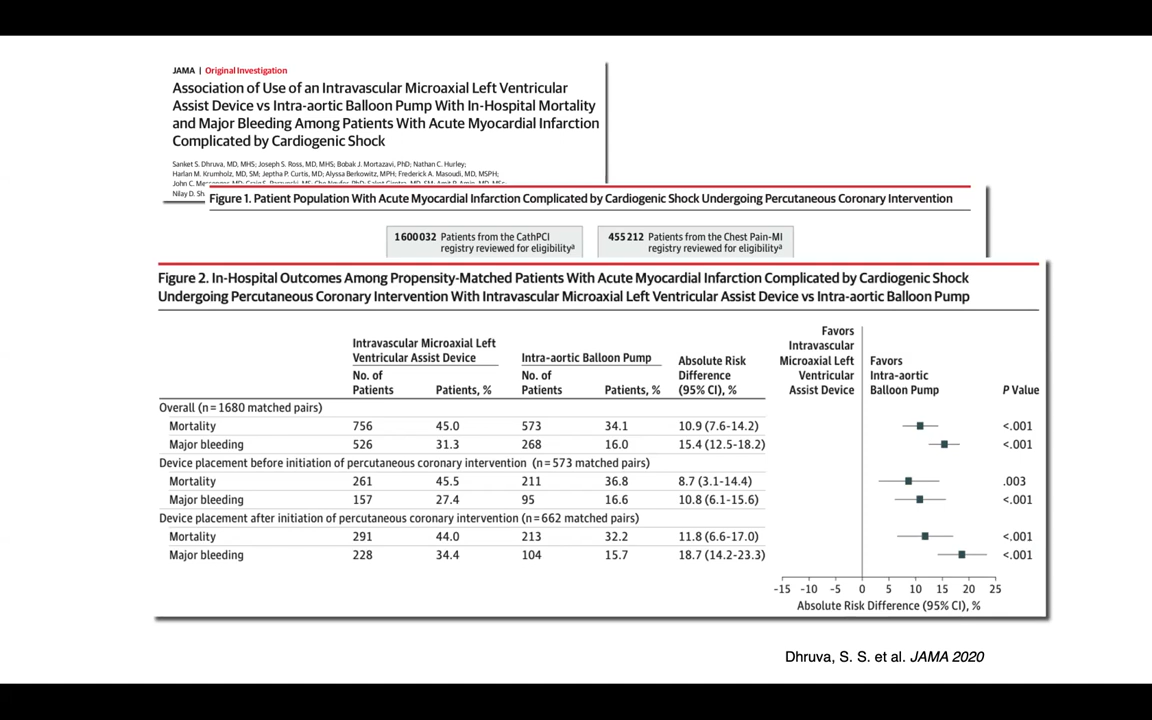 JAMA | Original Investigation
Association of Use of an Intravascular Microaxial Left Ventricular
Assist Device vs Intra-aortic Balloon Pump With In-Hospital Mortality
and Major Bleeding Among Patients With Acute Myocardial Infarction
Complicated by Cardiogenic Shock
Sanket S. Dhruva, MD, MHS; Joseph S. Ross, MD, MHS; Bobak J. Mortazavi, PhD; Nathan C. Hurley;
Harlan M. Krumholz, MD, SM; Jeptha P. Curtis, MD; Alyssa Berkowitz, MPH; Frederick A. Masoudi, MD, MSPH;
John C.
Nilay D. Sh
Figure 1. Patient Population With Acute Myocardial Infarction Complicated by Cardiogenic Shock Undergoing Percutaneous Coronary Intervention
1600032 Patients from the CathPCI
registry reviewed for eligibilitya
455212 Patients from the Chest Pain-MI
registry reviewed for eligibilitya
Figure 2. In-Hospital Outcomes Among Propensity-Matched Patients With Acute Myocardial Infarction Complicated by Cardiogenic Shock
Undergoing Percutaneous Coronary Intervention With Intravascular Microaxial Left Ventricular Assist Device vs Intra-aortic Balloon Pump
Intravascular Microaxial Left
Ventricular Assist Device
No. of
Patients
Patients, %
Intra-aortic Balloon Pump
No. of
Patients
Patients, %
Absolute Risk
Difference
(95% CI), %
Favors
Intravascular
Microaxial Left
Ventricular
Assist Device
Favors
Intra-aortic
Balloon Pump
P Value
Overall (n=1680 matched pairs)
Mortality 756 45.0 573 34.1 10.9 (7.6-14.2) <.001
Major bleeding 526 31.3 268 16.0 15.4 (12.5-18.2) <.001
Device placement before initiation of percutaneous coronary intervention (n=573 matched pairs)
Mortality 261 45.5 211 36.8 8.7 (3.1-14.4) .003
Major bleeding 157 27.4 95 16.6 10.8 (6.1-15.6) <.001
Device placement after initiation of percutaneous coronary intervention (n=662 matched pairs)
Mortality 291 44.0 213 32.2 11.8 (6.6-17.0) <.001
Major bleeding 228 34.4 104 15.7 18.7 (14.2-23.3) <.001
-15 -10 -5 0 5 10 15 20 25
Absolute Risk Difference (95% CI), %
Dhruva, S. S. et al. JAMA 2020